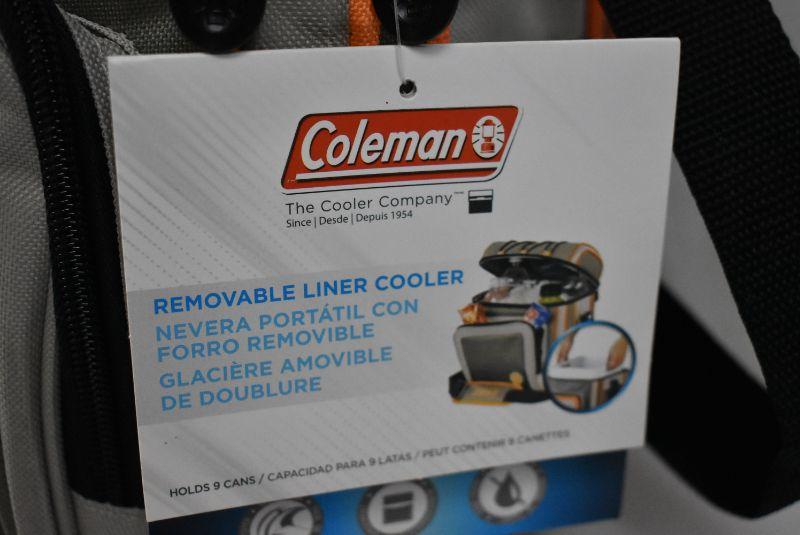 Coleman
The Cooler Company
Since | Desde | Depuis 1954
REMOVABLE LINER COOLER
NEVERA PORTÁTIL CON
FORRO REMOVIBLE
GLACIÈRE AMOVIBLE
DE DOUBLURE
HOLDS 9 CANS / CAPACIDAD PARA 9 LATAS / PEUT CONTENIR 9 CANETTES